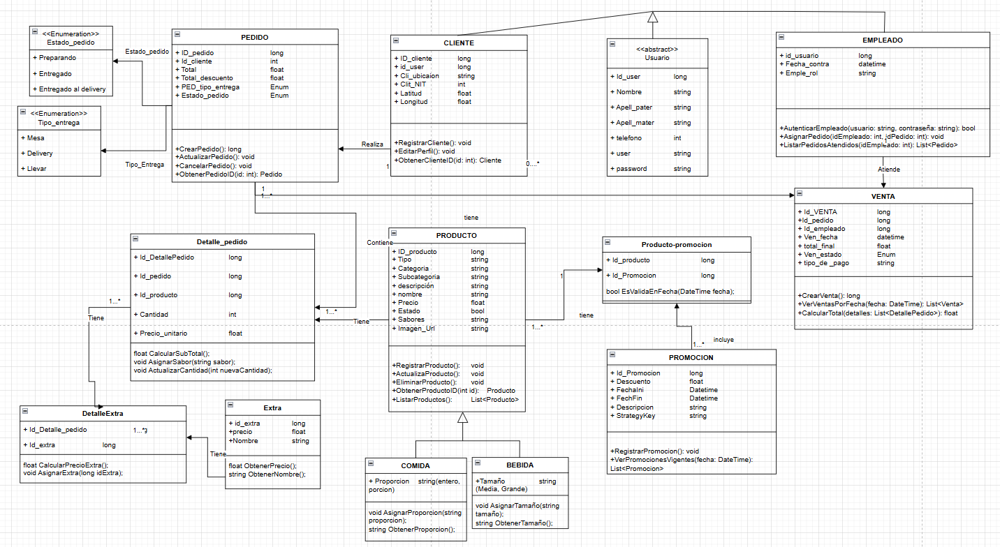 <<Enumeration>>
Estado_pedido
+ Preparando
+ Entregado
+ Entregado al delivery
Estado_pedido
<<Enumeration>>
Tipo_entrega
+ Mesa
+ Delivery
+ Llevar
Tipo_Entrega
PEDIDO
+ ID_pedido long
+ Id_cliente int
+ Total float
+ Total_descuento float
+ PED_tipo_entrega Enum
+ Estado_pedido Enum
+CrearPedido(): long
+ActualizarPedido(): void
+CancelarPedido(): void
+ObtenerPedidoID(id: int): Pedido
1
1...*
Realiza
1
CLIENTE
+ ID_cliente long
+ id_user long
+ Cli_ubicaion string
+ Clit_NIT int
+ Latitud float
+ Longitud float
+RegistrarCliente(): void
+EditarPerfil(): void
+ObtenerClienteID(id: int): Cliente
0....*
<<abstract>>
Usuario
+ Id_user long
+ Nombre string
+ Apell_pater string
+ Apell_mater string
+ telefono int
+ user string
+ password string
EMPLEADO
+ id_usuario long
+ Fecha_contra datetime
+ Emple_rol string
+AutenticarEmpleado(usuario: string, contraseña: string): bool
+AsignarPedido(idEmpleado: int, idPedido: int): void
+ListarPedidosAtendidos(idEmpleado: int): List<Pedido>
Atiende
VENTA
+ Id_VENTA long
+Id_pedido long
+ Id_empleado long
+ Ven_fecha datetime
+ total_final float
+ Ven_estado Enum
+ tipo_de _pago string
+CrearVenta(): long
+VerVentasPorFecha(fecha: DateTime): List<Venta>
+CalcularTotal(detalles: List<DetallePedido>): float
tiene
Detalle_pedido
+ Id_DetallePedido long
+ Id_pedido long
+ Id_producto long
+ Cantidad int
+ Precio_unitario float
float CalcularSubTotal();
void AsignarSabor(string sabor);
void ActualizarCantidad(int nuevaCantidad);
1...*
Tiene
1...*
Tiene
Contiene
PRODUCTO
+ ID_producto long
+ Tipo string
+ Categoria string
+ Subcategoria string
+ descripción string
+ nombre string
+ Precio float
+ Estado bool
+ Sabores string
+ Imagen_Url string
+RegistrarProducto(): void
+ActualizaProducto(): void
+EliminarProducto(): void
+ObtenerProductoID(int id): Producto
+ListarProductos(): List<Producto>
1
1...*
tiene
Producto-promocion
+ Id_producto long
+ Id_Promocion long
bool EsValidaEnFecha(DateTime fecha);
1...*
incluye
PROMOCION
+ Id_Promocion long
+ Descuento float
+ FechaIni Datetime
+ FechFin Datetime
+ Descripcion string
+ StrategyKey string
+RegistrarPromocion(): void
+VerPromocionesVigentes(fecha: DateTime):
List<Promocion>
DetalleExtra
+ Id_Detalle_pedido 1...*
+ Id_extra long
float CalcularPrecioExtra();
void AsignarExtra(long idExtra);
Tiene
Extra
+ id_extra long
+precio float
+Nombre string
float ObtenerPrecio();
string ObtenerNombre();
COMIDA
+ Proporcion string(entero,
porcion)
void AsignarProporcion(string
proporcion);
string ObtenerProporcion();
BEBIDA
+Tamaño string
(Media, Grande)
void AsignarTamaño(string
tamaño);
string ObtenerTamaño();